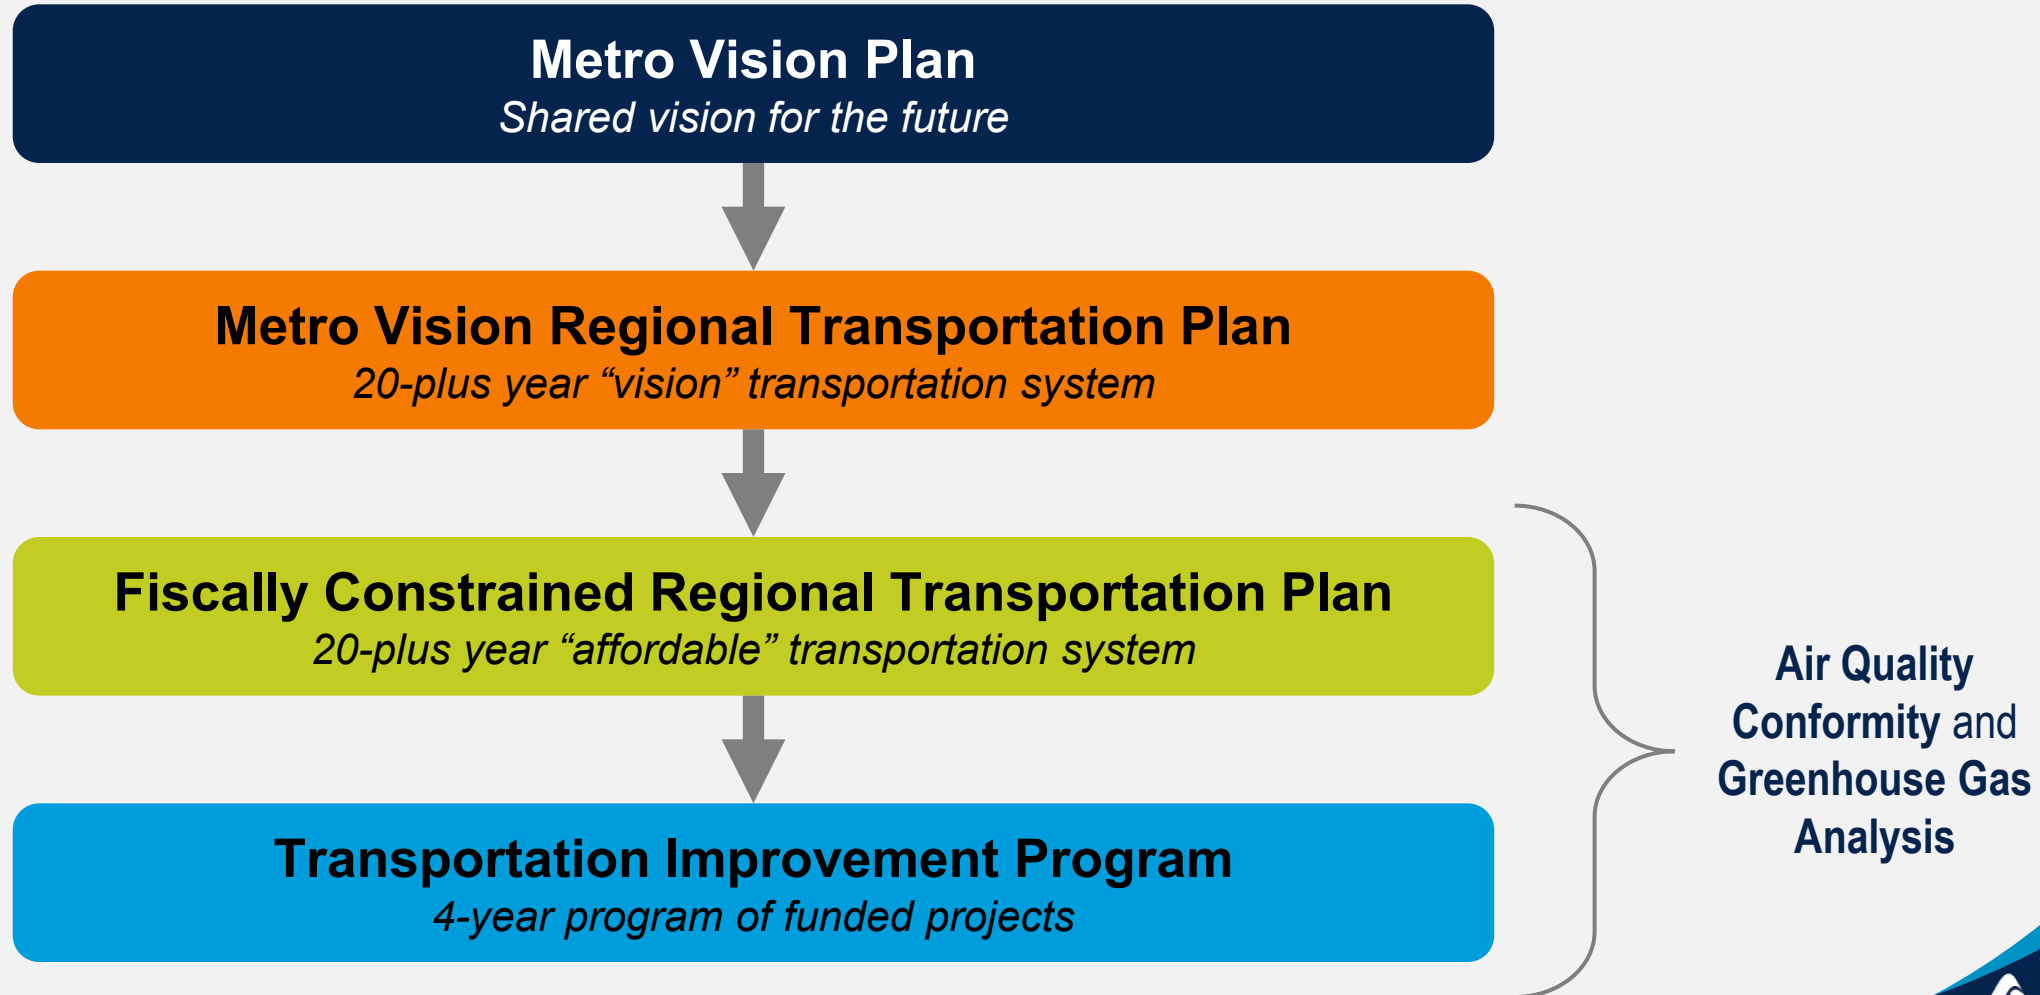 Metro Vision Plan
Shared vision for the future
Metro Vision Regional Transportation Plan
20-plus year “vision” transportation system
Fiscally Constrained Regional Transportation Plan
20-plus year “affordable” transportation system
Transportation Improvement Program
4-year program of funded projects
Air Quality
Conformity and
Greenhouse Gas
Analysis